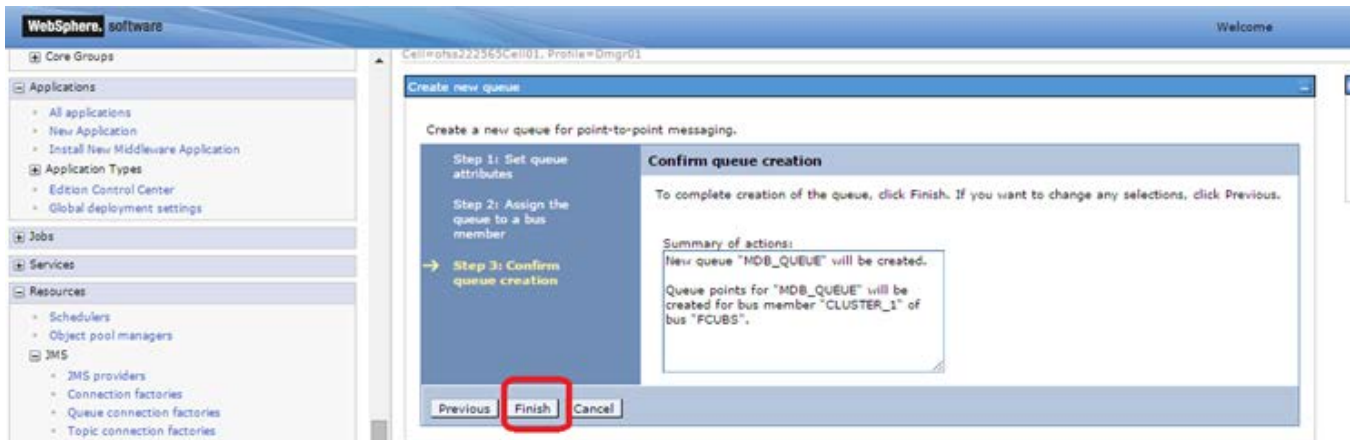 WebSphere. software
Welcome
Core Groups
Applications
All applications
New Application
Install New Middleware Application
Application Types
Edition Control Center
Global deployment settings
Jobs
Services
Resources
Schedulers
Object pool managers
JMS
JMS providers
Connection factories
Queue connection factories
Topic connection factories
Cell=ofss222565Cell01, Profile=Dmgr01
Create new queue
Create a new queue for point-to-point messaging.
Step 1: Set queue
attributes
Step 2: Assign the
queue to a bus
member
Step 3: Confirm
queue creation
Confirm queue creation
To complete creation of the queue, click Finish. If you want to change any selections, click Previous.
Summary of actions:
New queue "MDB_QUEUE" will be created.
Queue points for "MDB_QUEUE" will be
created for bus member "CLUSTER_1" of
bus "FCUBS".
Previous Finish Cancel